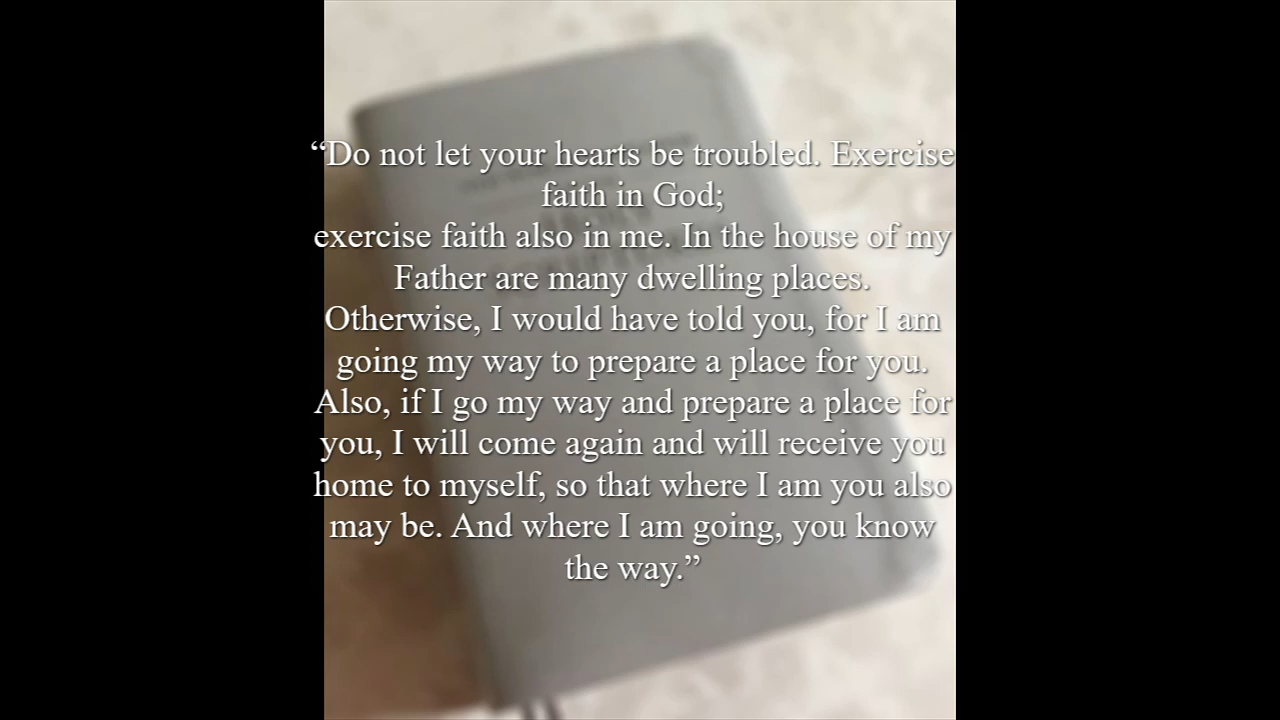 “Do not let your hearts be troubled. Exercise
faith in God;
exercise faith also in me. In the house of my
Father are many dwelling places.
Otherwise, I would have told you, for I am
going my way to prepare a place for you.
Also, if I go my way and prepare a place for
you, I will come again and will receive you
home to myself, so that where I am you also
may be. And where I am going, you know
the way.”